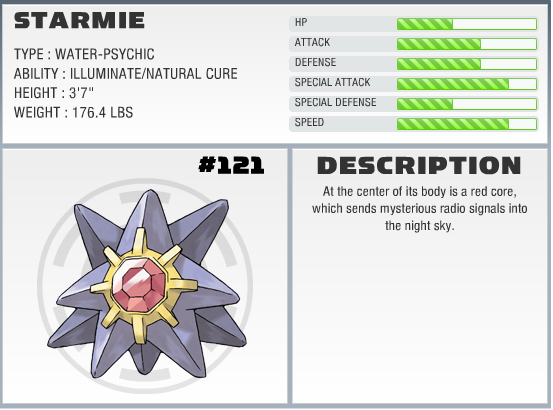 STARMIE
TYPE : WATER-PSYCHIC
ABILITY : ILLUMINATE/NATURAL CURE
HEIGHT : 3'7"
WEIGHT : 176.4 LBS
HP
ATTACK
DEFENSE
SPECIAL ATTACK
SPECIAL DEFENSE
SPEED
#121
DESCRIPTION
At the center of its body is a red core,
which sends mysterious radio signals into
the night sky.